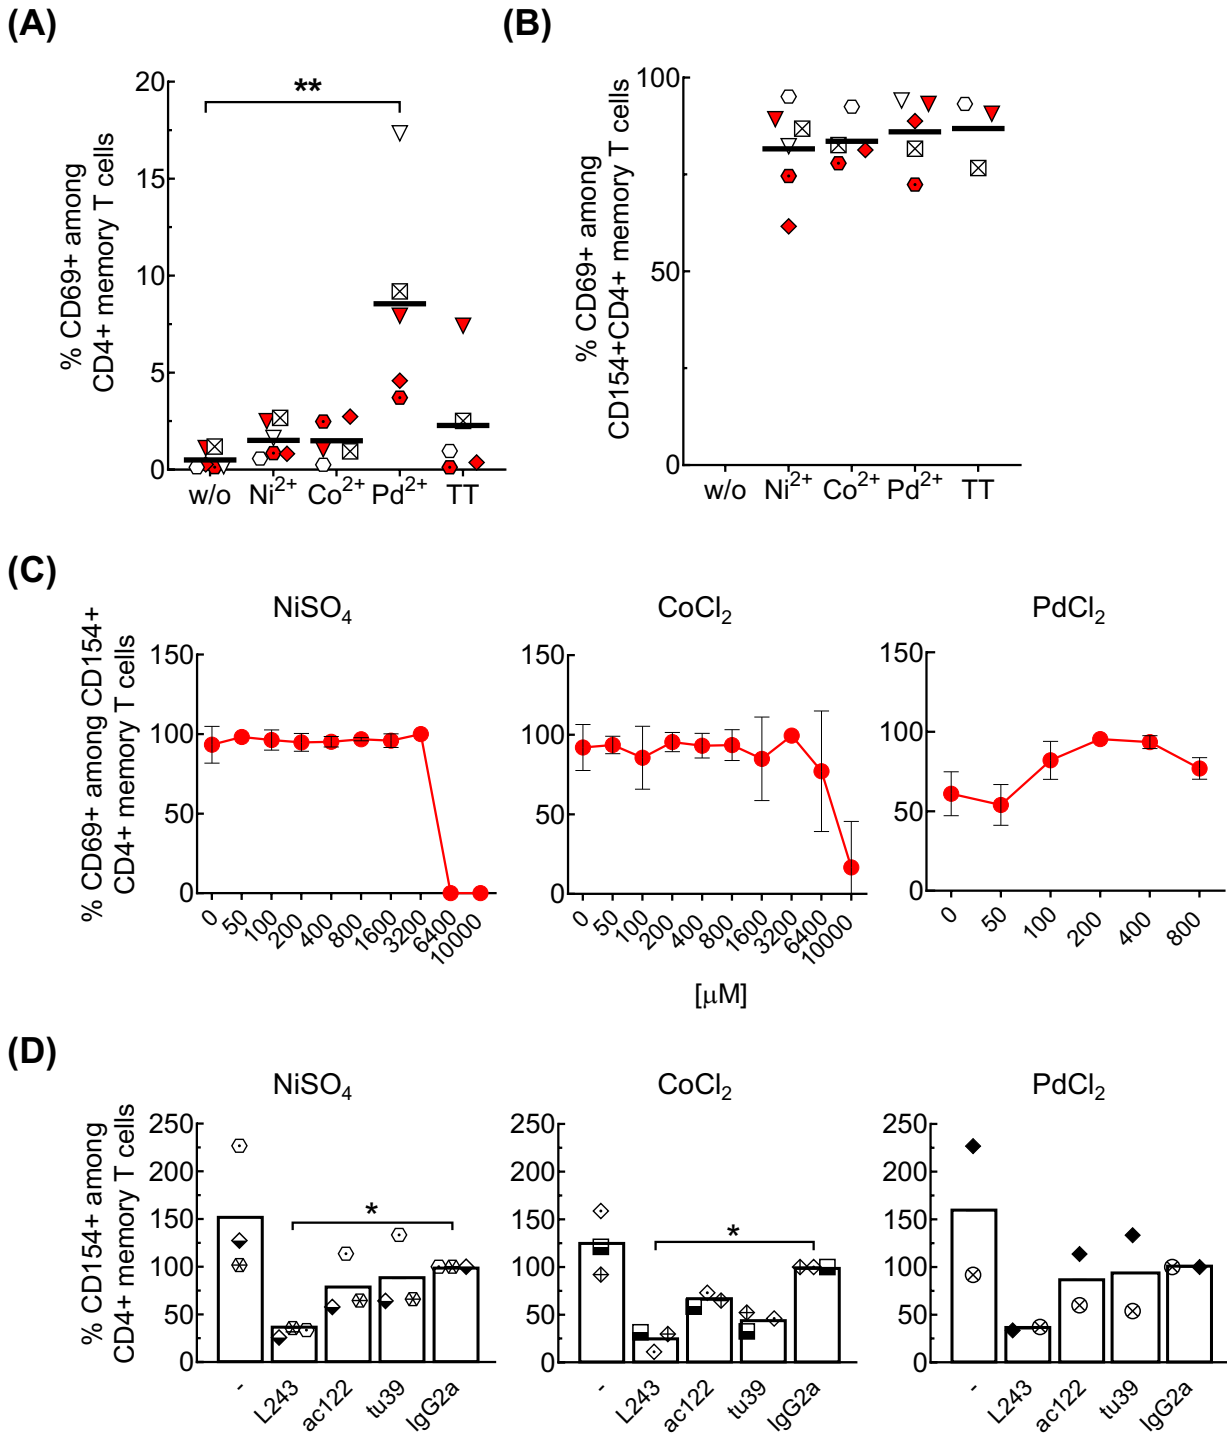 (A)
(B)
% CD69+ among
CD4+ memory T cells
20
15
10
5
0
**
w/o Ni2+ Co2+ Pd2+ TT
% CD69+ among
CD154+CD4+ memory T cells
100
50
0
w/o Ni2+ Co2+ Pd2+ TT
(C)
% CD69+ among CD154+
CD4+ memory T cells
NiSO4
150
100
50
0
0 50 100 200 400 800 1600 3200 6400 10000
CoCl2
150
100
50
0
0 50 100 200 400 800 1600 3200 6400 10000
PdCl2
150
100
50
0
0 50 100 200 400 800
[μM]
(D)
% CD154+ among
CD4+ memory T cells
NiSO4
250
200
150
100
50
0
*
- L243 ac122 tu39 IgG2a
CoCl2
250
200
150
100
50
0
*
- L243 ac122 tu39 IgG2a
PdCl2
250
200
150
100
50
0
- L243 ac122 tu39 IgG2a